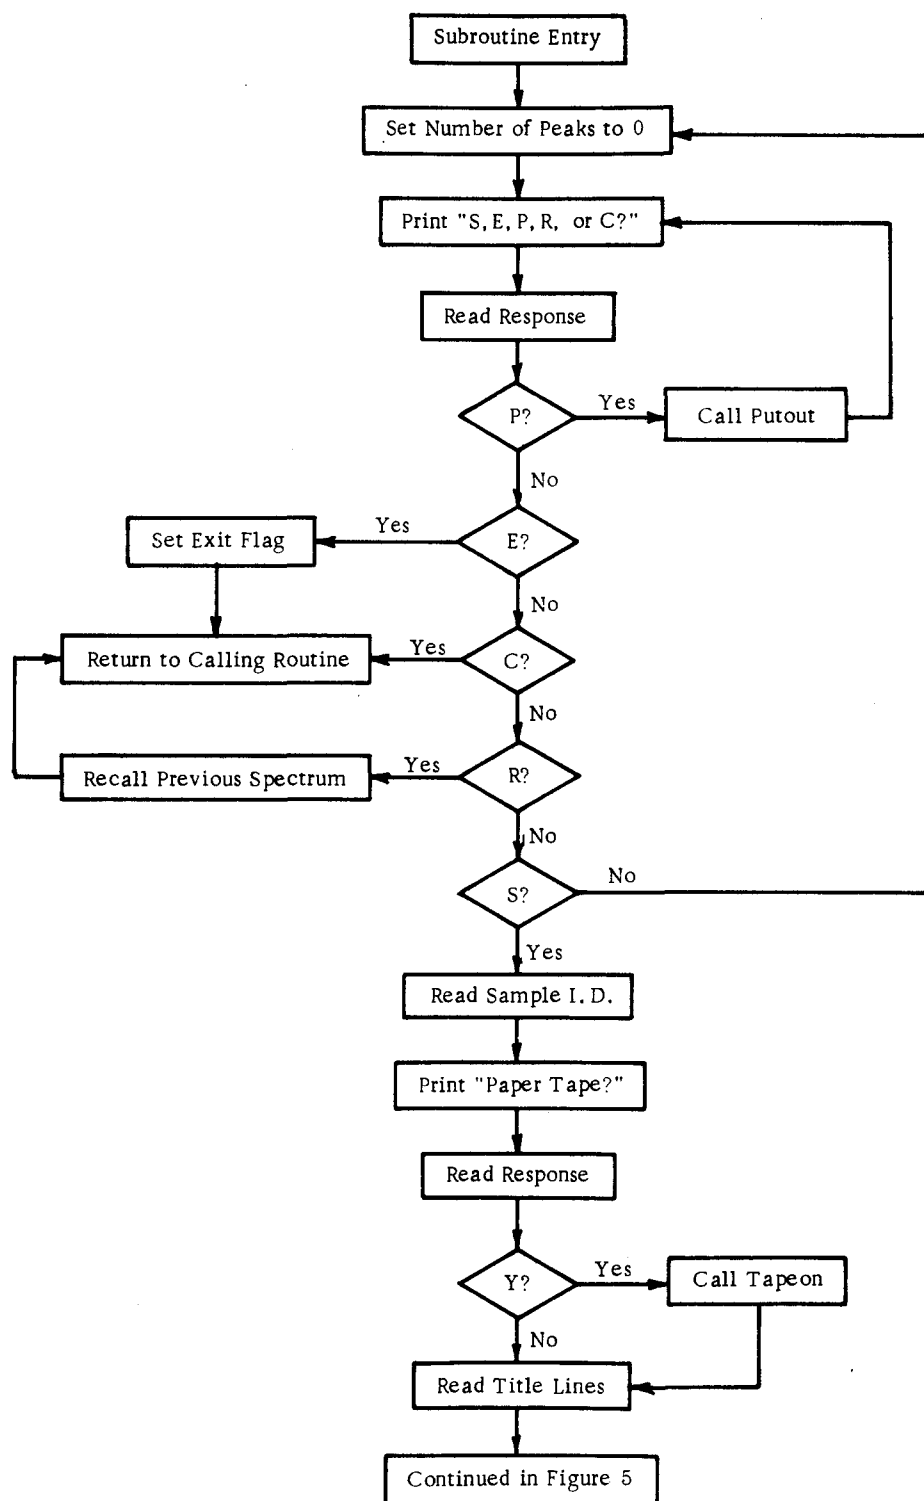 Subroutine Entry
Set Number of Peaks to 0
Print "S, E, P, R, or C?"
Read Response
P?
Yes
Call Putout
No
E?
Yes
Set Exit Flag
No
C?
Yes
Return to Calling Routine
No
R?
Yes
Recall Previous Spectrum
No
S?
No
Yes
Read Sample I.D.
Print "Paper Tape?"
Read Response
Y?
Yes
Call Tapeon
No
Read Title Lines
Continued in Figure 5